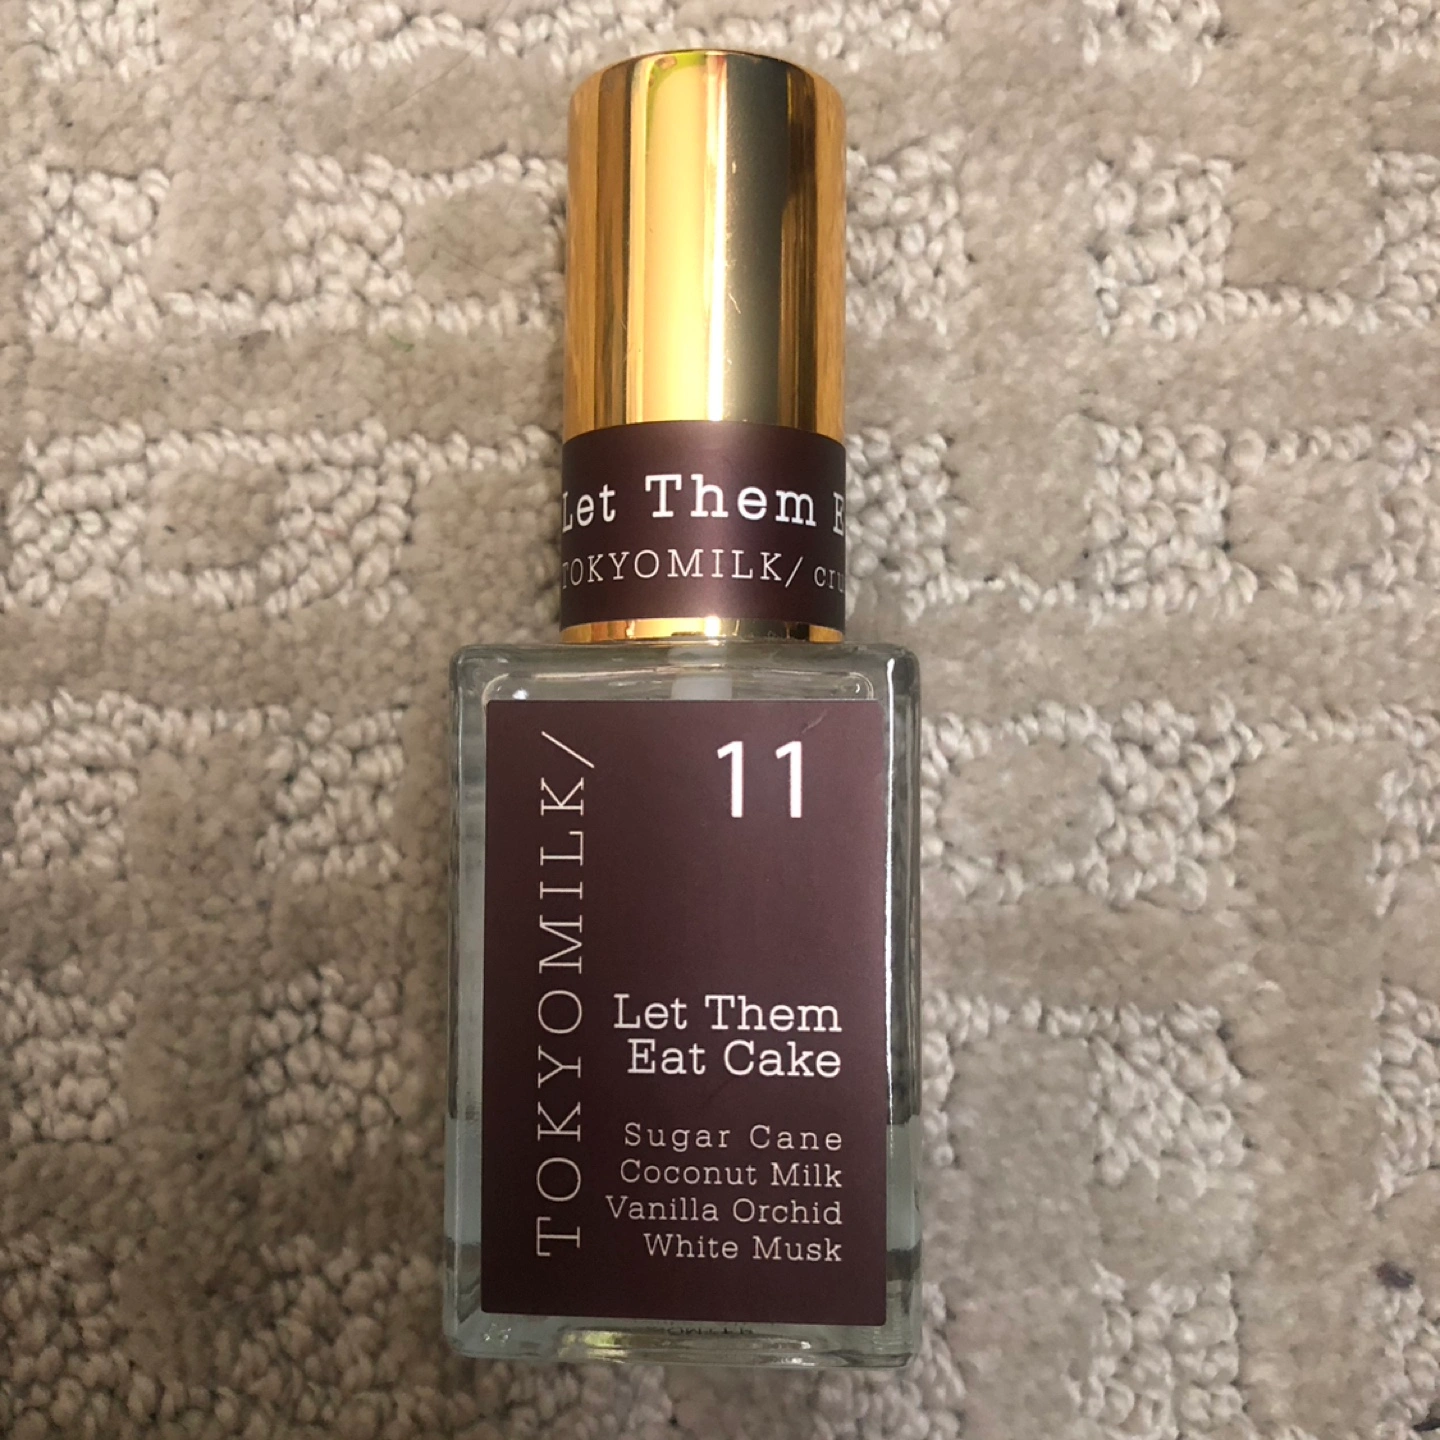 Let Them
TOKYOMILK/
TOKYOMILK/
11
Let Them
Eat Cake
Sugar Cane
Coconut Milk
Vanilla Orchid
White Musk